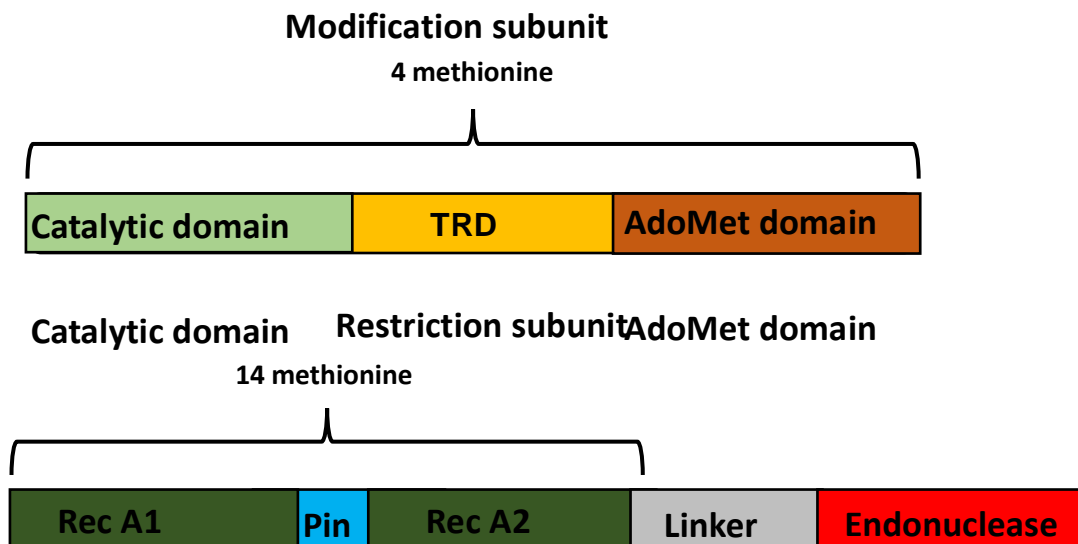 Modification subunit
4 methionine
Catalytic domain TRD AdoMet domain
Catalytic domain Restriction subunit AdoMet domain
14 methionine
Rec A1 Pin Rec A2 Linker Endonuclease